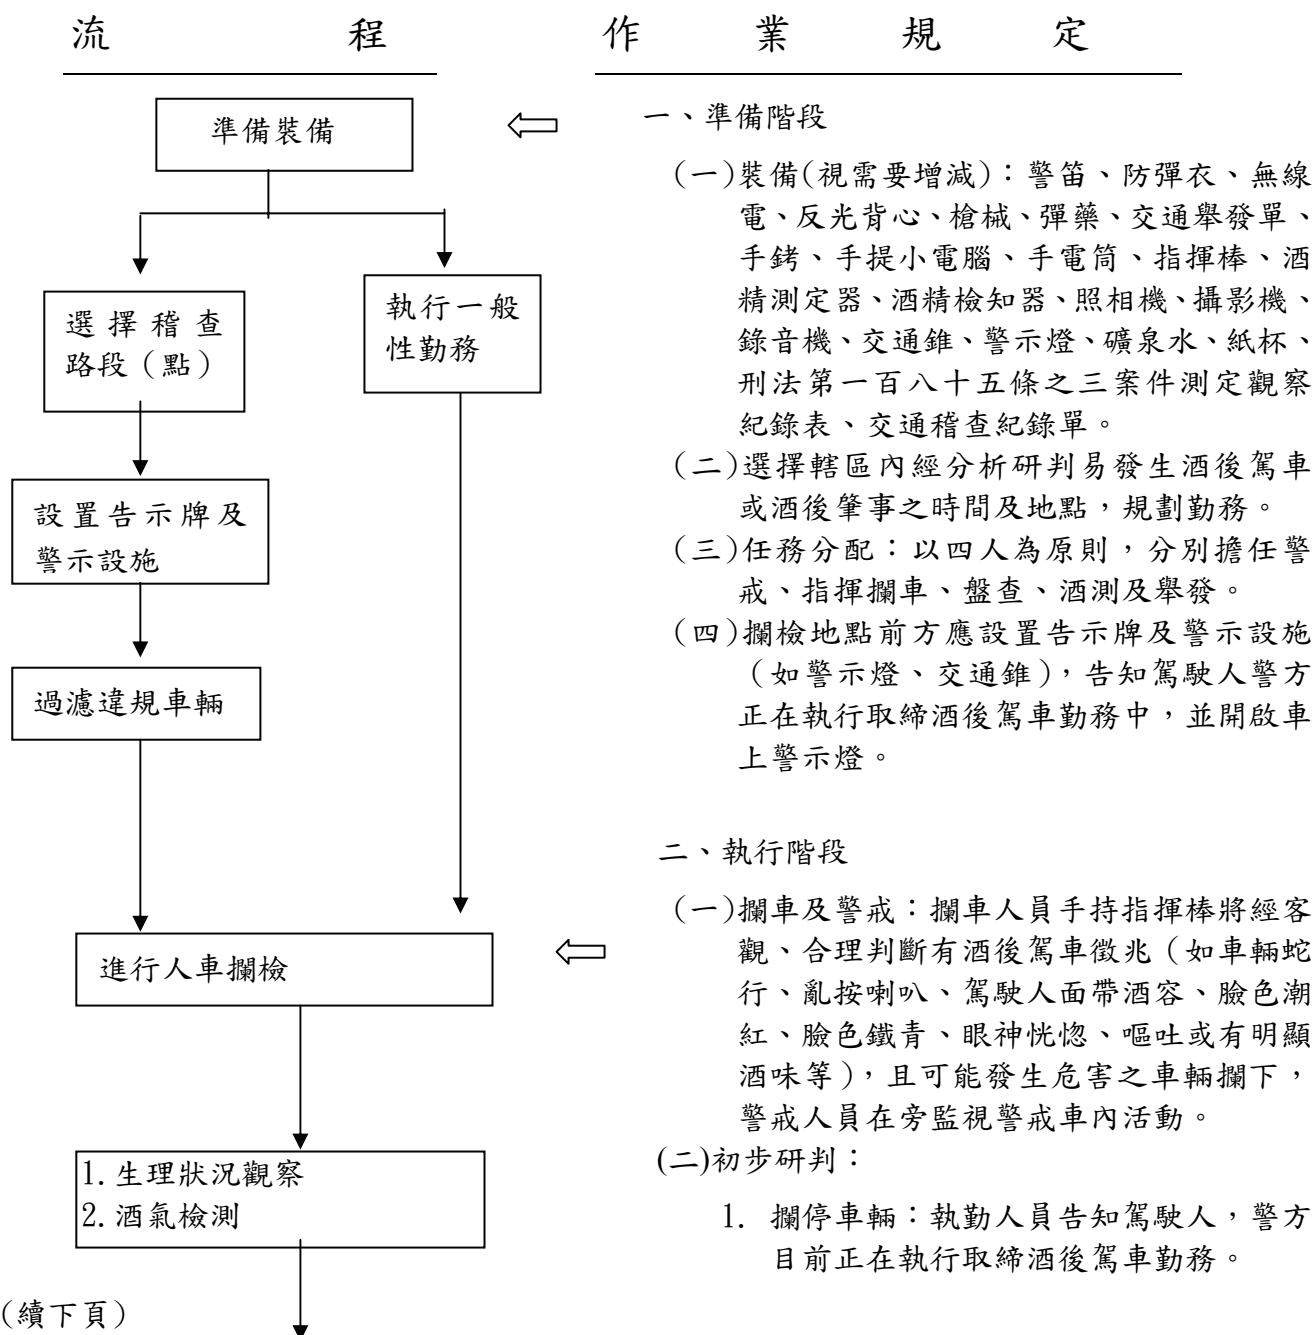 流程
作業規定
準備裝備
選擇稽查
路段（點）
執行一般
性勤務
設置告示牌及
警示設施
過濾違規車輛
進行人車攔檢
1.生理狀況觀察
2.酒氣檢測
(續下頁)
一、準備階段
(一)裝備(視需要增減)：警笛、防彈衣、無線
電、反光背心、槍械、彈藥、交通舉發單、
手銬、手提小電腦、手電筒、指揮棒、酒
精測定器、酒精檢知器、照相機、攝影機、
錄音機、交通錐、警示燈、礦泉水、紙杯、
刑法第一百八十五條之三案件測定觀察
紀錄表、交通稽查紀錄單。
(二)選擇轄區內經分析研判易發生酒後駕車
或酒後肇事之時間及地點，規劃勤務。
(三)任務分配：以四人為原則，分別擔任警
戒、指揮攔車、盤查、酒測及舉發。
(四)攔檢地點前方應設置告示牌及警示設施
（如警示燈、交通錐），告知駕駛人警方
正在執行取締酒後駕車勤務中，並開啟車
上警示燈。
二、執行階段
(一)攔車及警戒：攔車人員手持指揮棒將經客
觀、合理判斷有酒後駕車徵兆（如車輛蛇
行、亂按喇叭、駕駛人面帶酒容、臉色潮
紅、臉色鐵青、眼神恍惚、嘔吐或有明顯
酒味等），且可能發生危害之車輛攔下，
警戒人員在旁監視警戒車內活動。
(二)初步研判：
1. 攔停車輛：執勤人員告知駕駛人，警方
目前正在執行取締酒後駕車勤務。